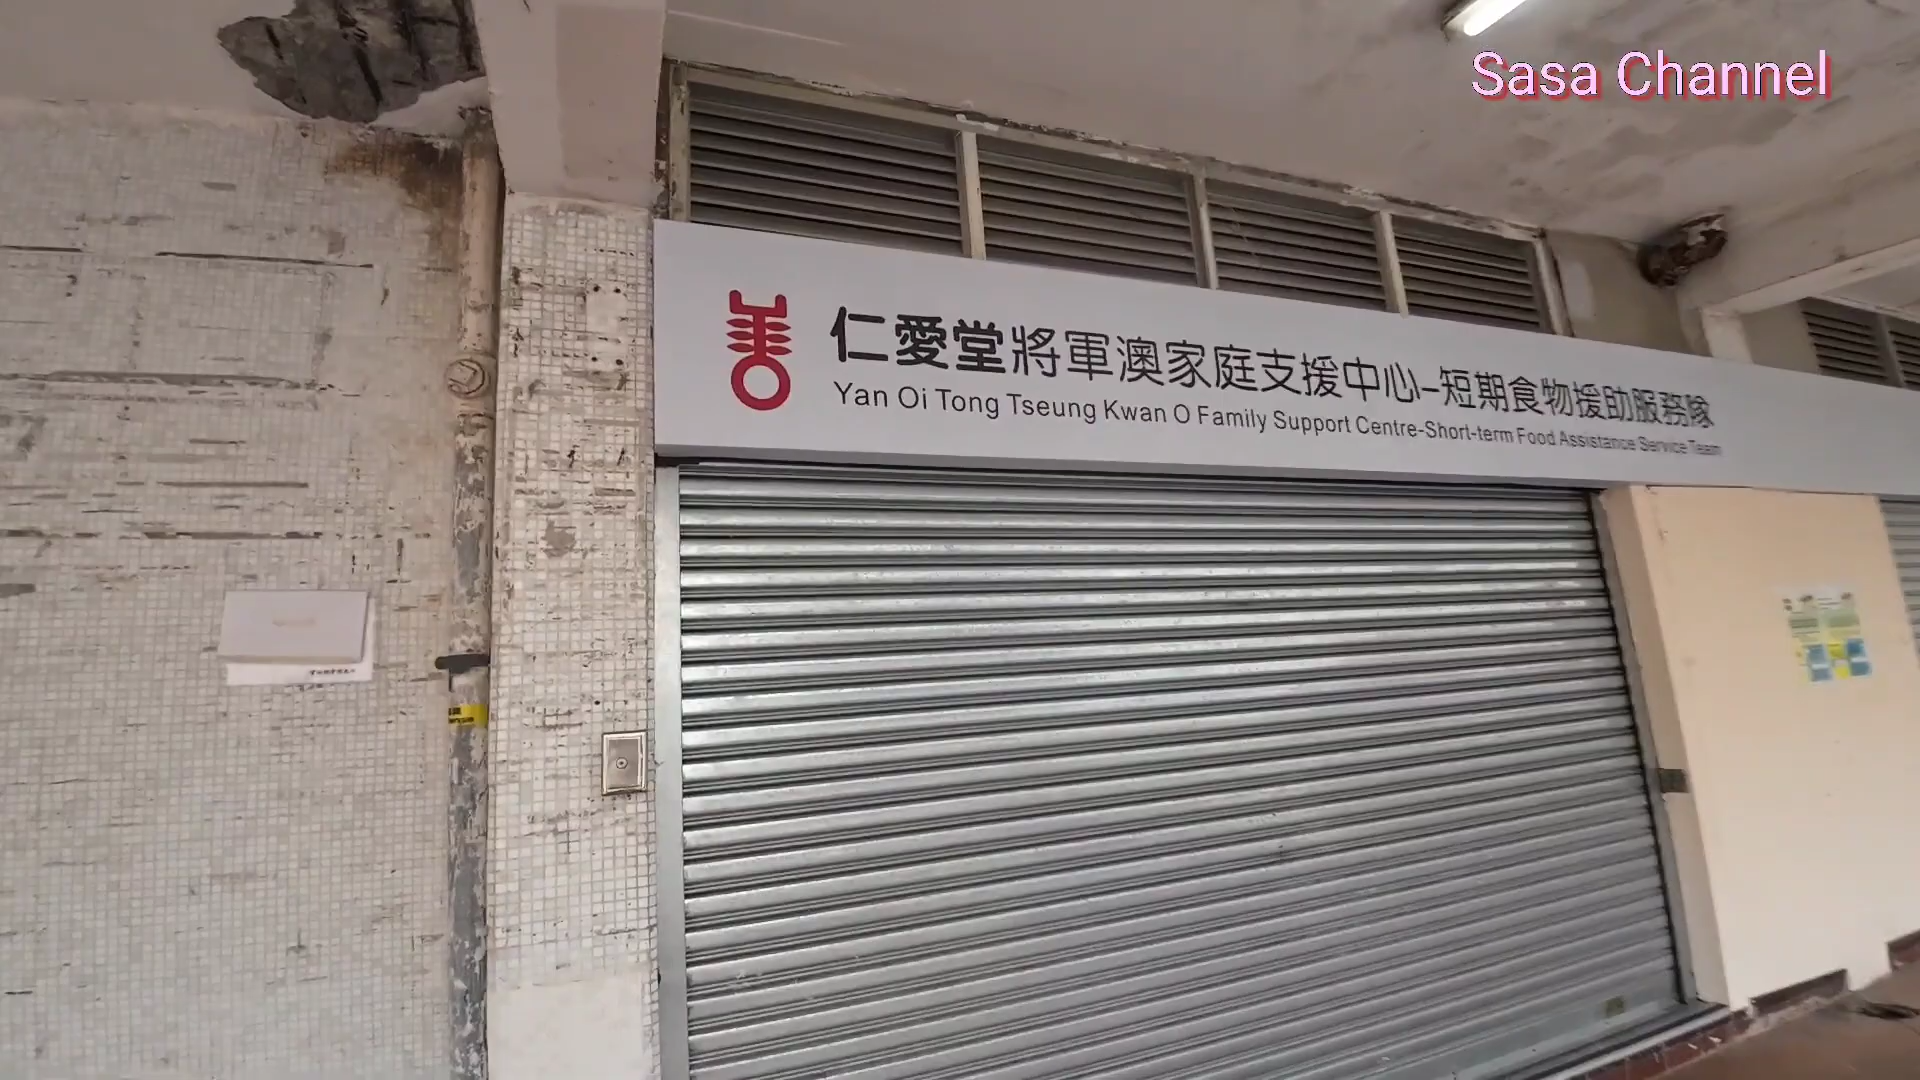 Sasa Channel
仁愛堂將軍澳家庭支援中心–短期食物援助服務隊
Yan Oi Tong Tseung Kwan O Family Support Centre-Short-term Food Assistance Service Team